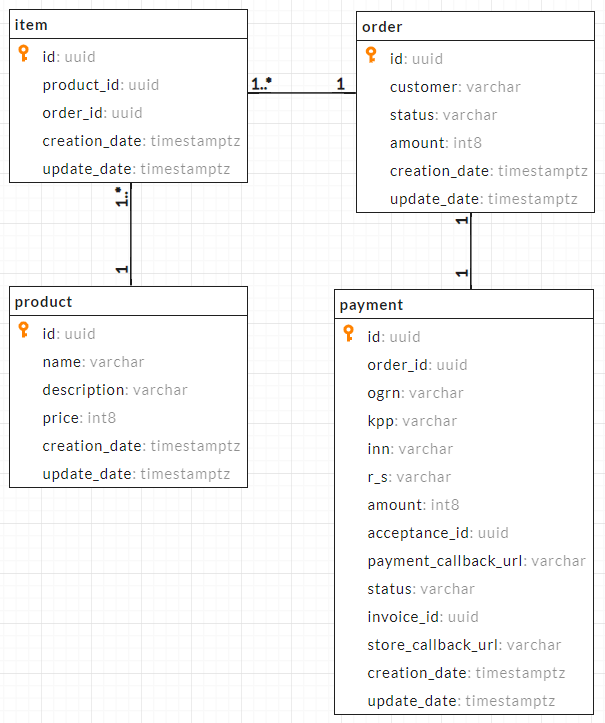 item
id: uuid
product_id: uuid
order_id: uuid
creation_date: timestamptz
update_date: timestamptz
1..*
1
order
id: uuid
customer: varchar
status: varchar
amount: int8
creation_date: timestamptz
update_date: timestamptz
1..*
1
1
1
product
id: uuid
name: varchar
description: varchar
price: int8
creation_date: timestamptz
update_date: timestamptz
payment
id: uuid
order_id: uuid
ogrn: varchar
kpp: varchar
inn: varchar
r_s: varchar
amount: int8
acceptance_id: uuid
payment_callback_url: varchar
status: varchar
invoice_id: uuid
store_callback_url: varchar
creation_date: timestamptz
update_date: timestamptz